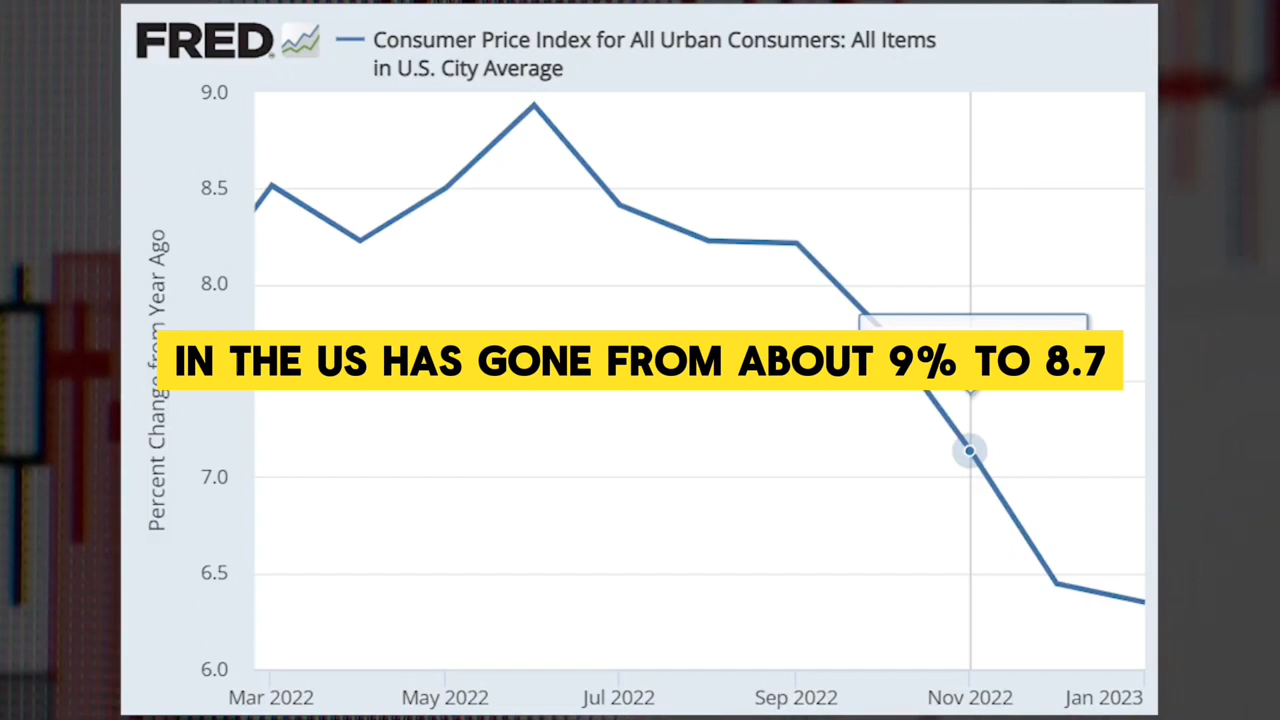 FRED
Consumer Price Index for All Urban Consumers: All Items
in U.S. City Average
9.0
8.5
8.0
7.0
6.5
6.0
Percent Change from Year Ago
IN THE US HAS GONE FROM ABOUT 9% TO 8.7
Mar 2022
May 2022
Jul 2022
Sep 2022
Nov 2022
Jan 2023